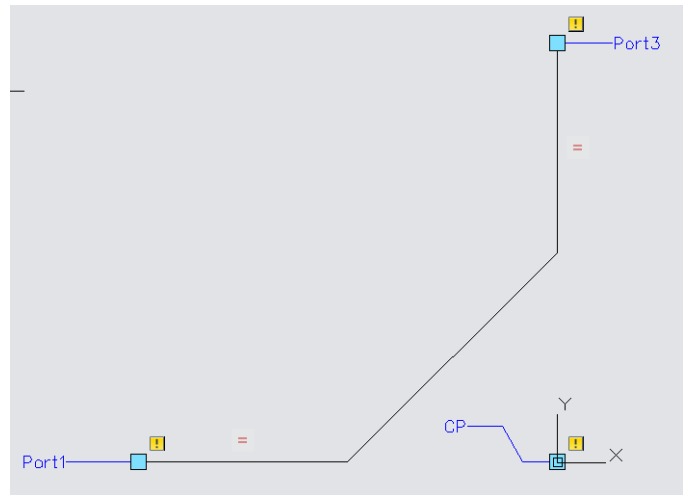 ! Port3
=
Y
CP !
= ! X
Port1